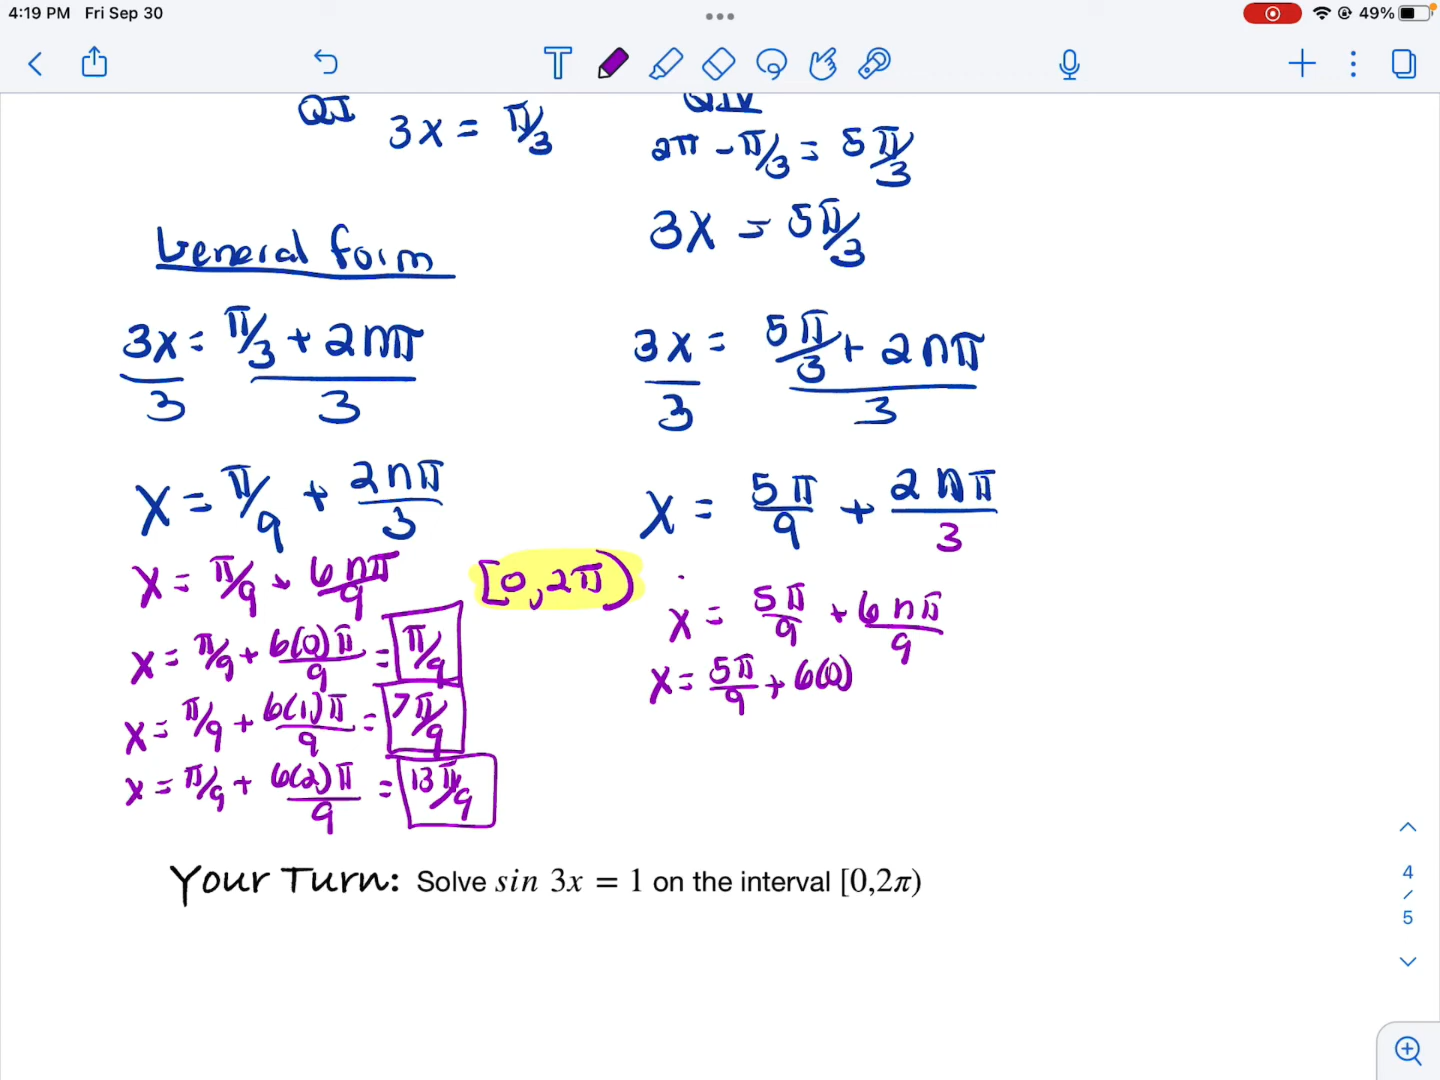 4:19 PM Fri Sep 30
49%
QI
3x = π/3
QIV
2π - π/3 = 5π/3
3x = 5π/3
General form
3x/3 = (π/3 + 2nπ)/3
3x/3 = (5π/3 + 2nπ)/3
x = π/9 + 2nπ/3
x = 5π/9 + 2nπ/3
x = π/9 + 6nπ/9
[0,2π)
x = 5π/9 + 6nπ/9
x = π/9 + 6(0)π/9 = π/9
x = 5π/9 + 6(0)
x = π/9 + 6(1)π/9 = 7π/9
x = π/9 + 6(2)π/9 = 13π/9
Your Turn: Solve sin 3x = 1 on the interval [0,2π)
4
/
5